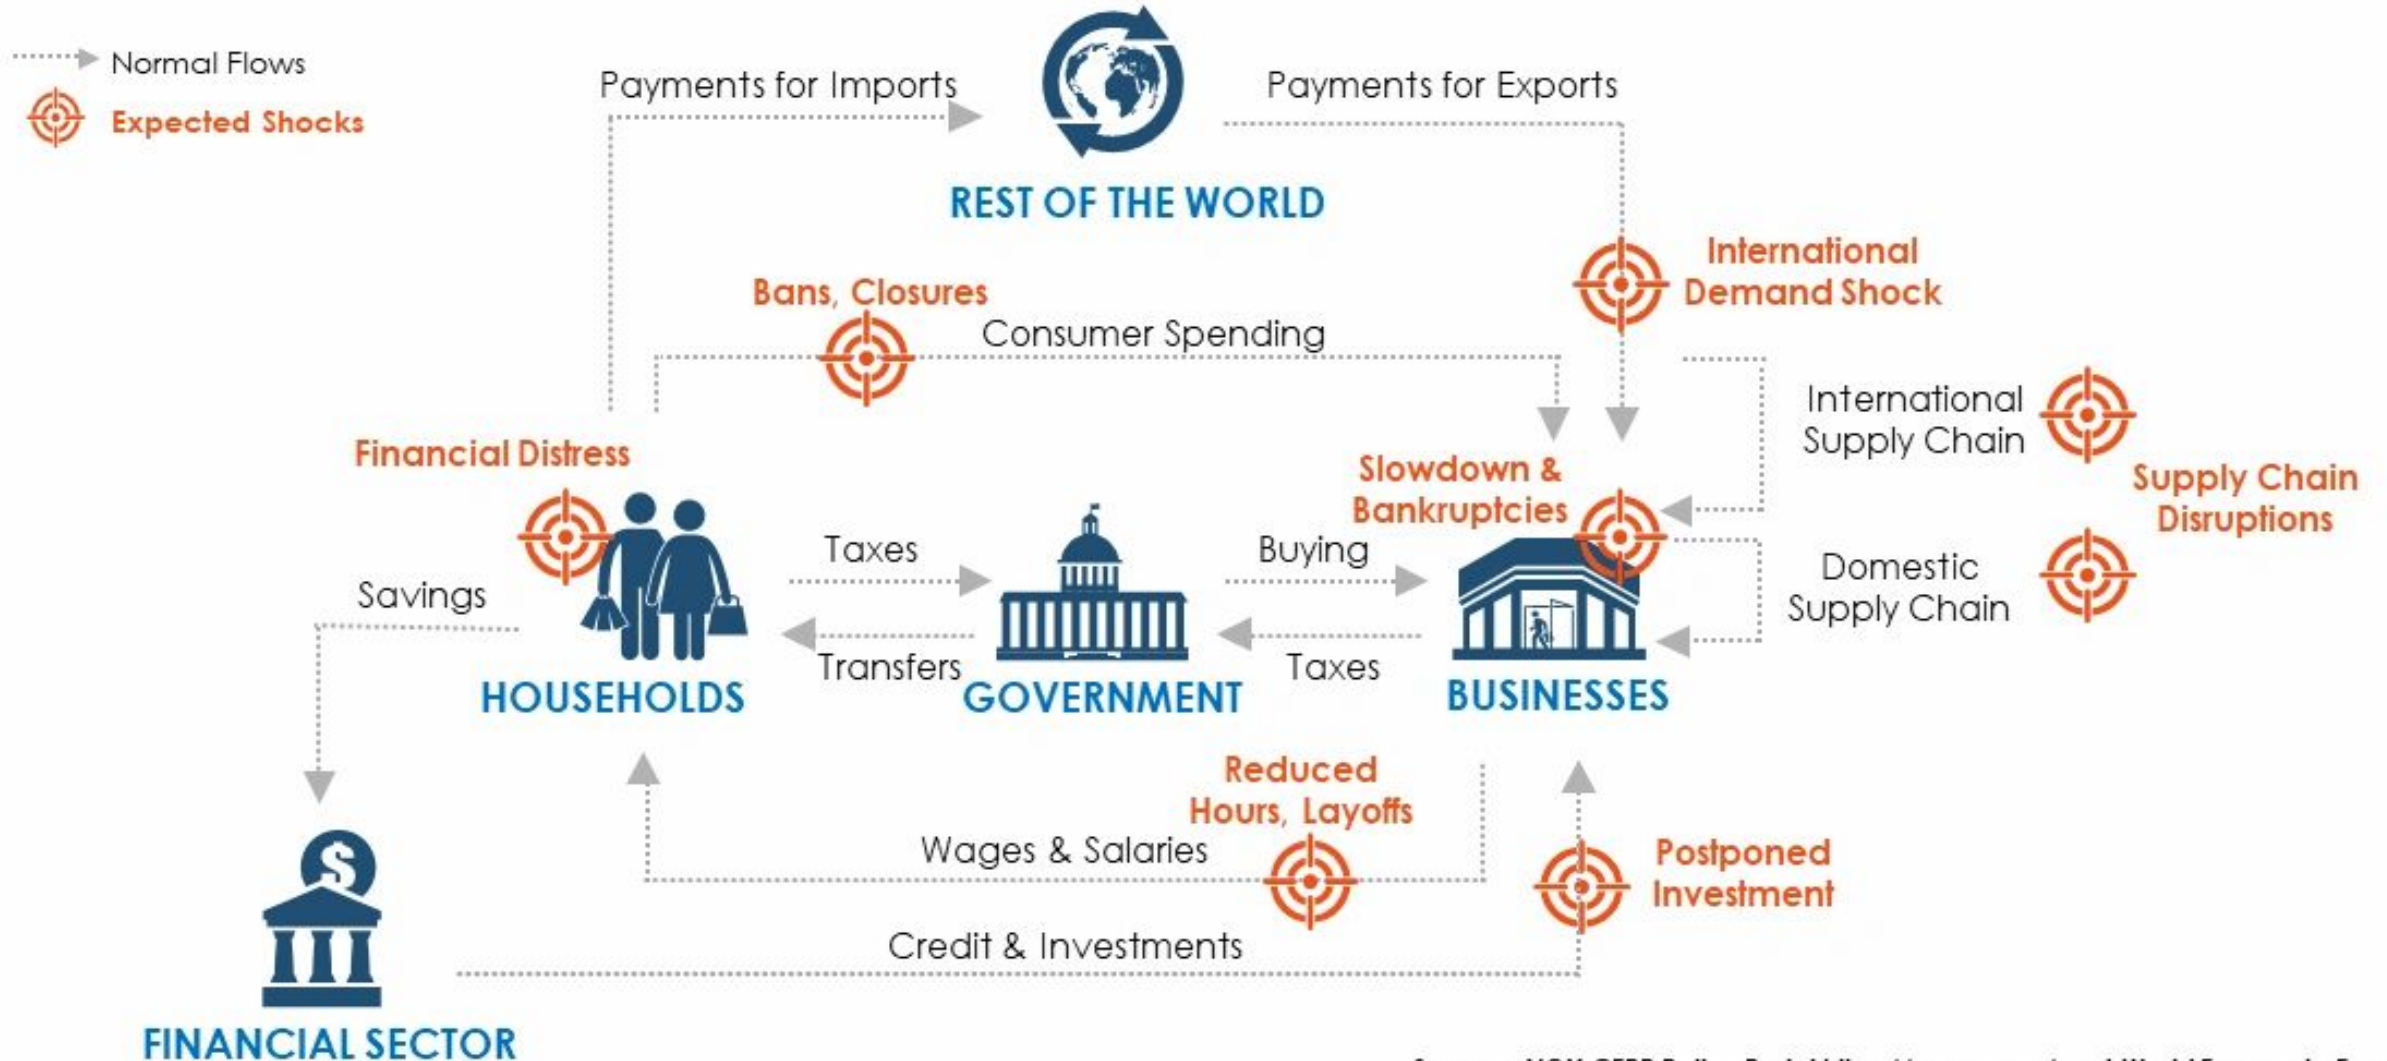 Normal Flows
Expected Shocks
Payments for Imports
Payments for Exports
REST OF THE WORLD
International
Demand Shock
Bans, Closures
Consumer Spending
International
Supply Chain
Supply Chain
Disruptions
Domestic
Supply Chain
Financial Distress
Slowdown &
Bankruptcies
Savings
Taxes
Transfers
Buying
Taxes
HOUSEHOLDS
GOVERNMENT
BUSINESSES
Reduced
Hours, Layoffs
Wages & Salaries
Postponed
Investment
Credit & Investments
$
FINANCIAL SECTOR